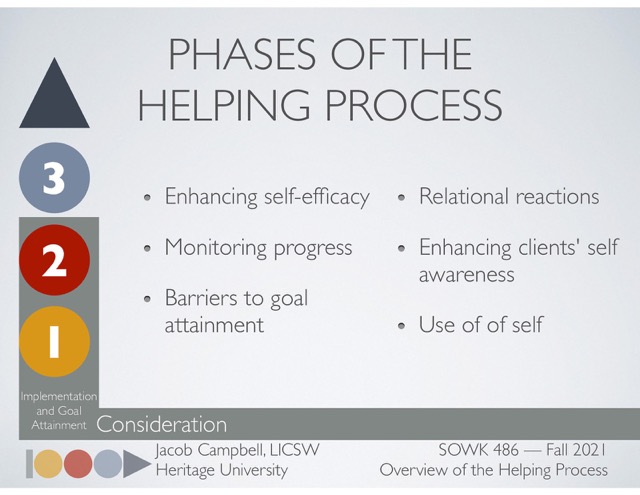 PHASES OF THE
HELPING PROCESS
3
2
1
• Enhancing self-efficacy
• Monitoring progress
• Barriers to goal
attainment
• Relational reactions
• Enhancing clients' self
awareness
• Use of of self
Implementation
and Goal
Attainment
Consideration
Jacob Campbell, LICSW
Heritage University
SOWK 486 — Fall 2021
Overview of the Helping Process